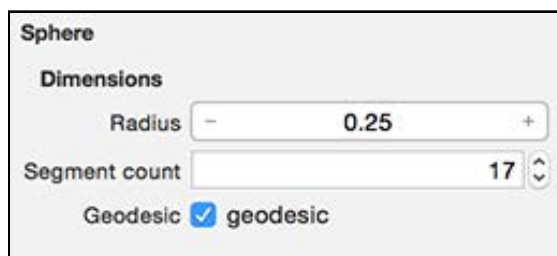 Sphere
Dimensions
Radius - 0.25 +
Segment count 17
Geodesic geodesic